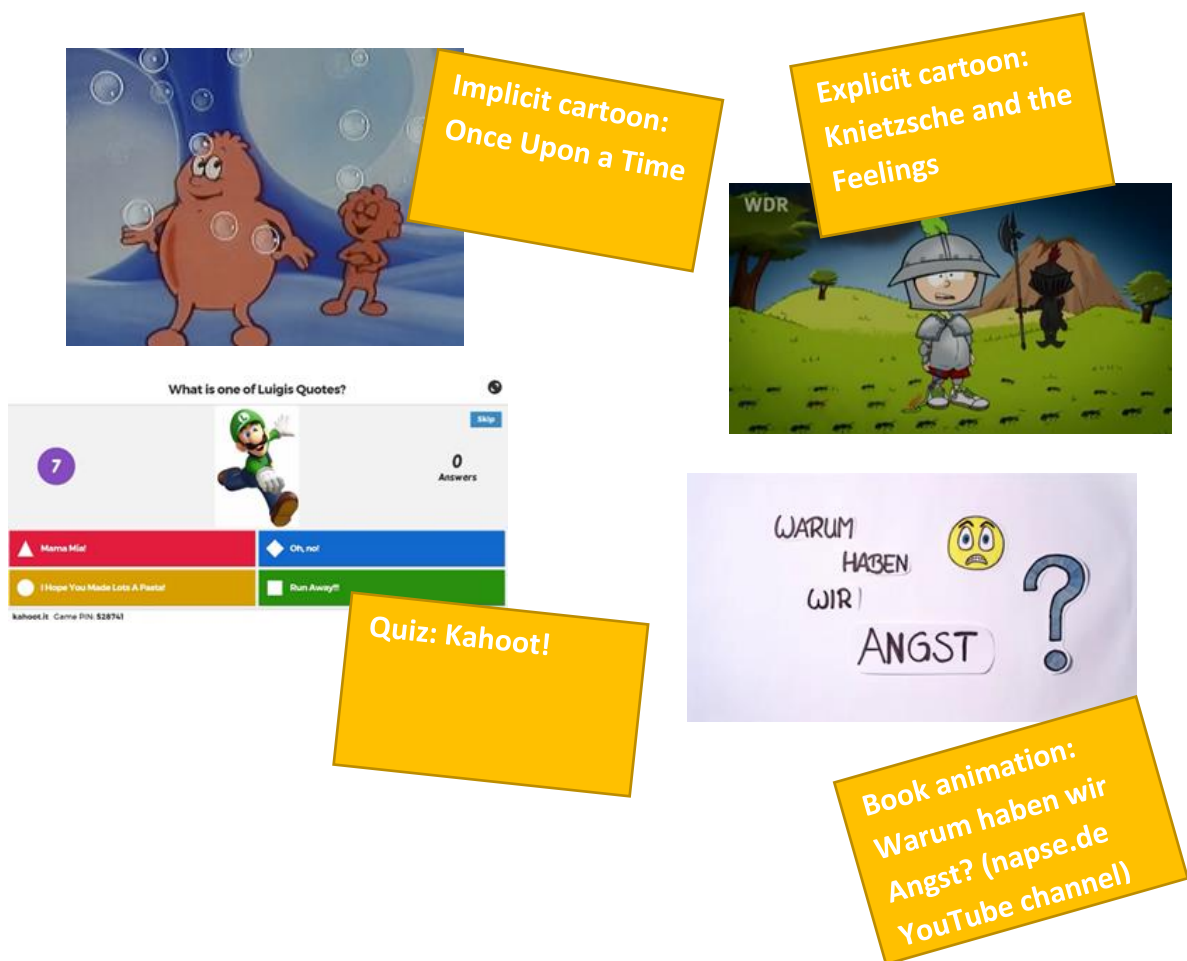 Implicit cartoon:
Once Upon a Time
Explicit cartoon:
Knietzsche and the
Feelings
WDR
What is one of Luigis Quotes?
Skip
7
0
Answers
Mama Mia!
Oh, no!
I Hope You Made Lots A Pasta!
Run Away!!!
kahoot.it Game PIN: 528741
Quiz: Kahoot!
WARUM
HABEN
WIR
ANGST ?
Book animation:
Warum haben wir
Angst? (napse.de
YouTube channel)